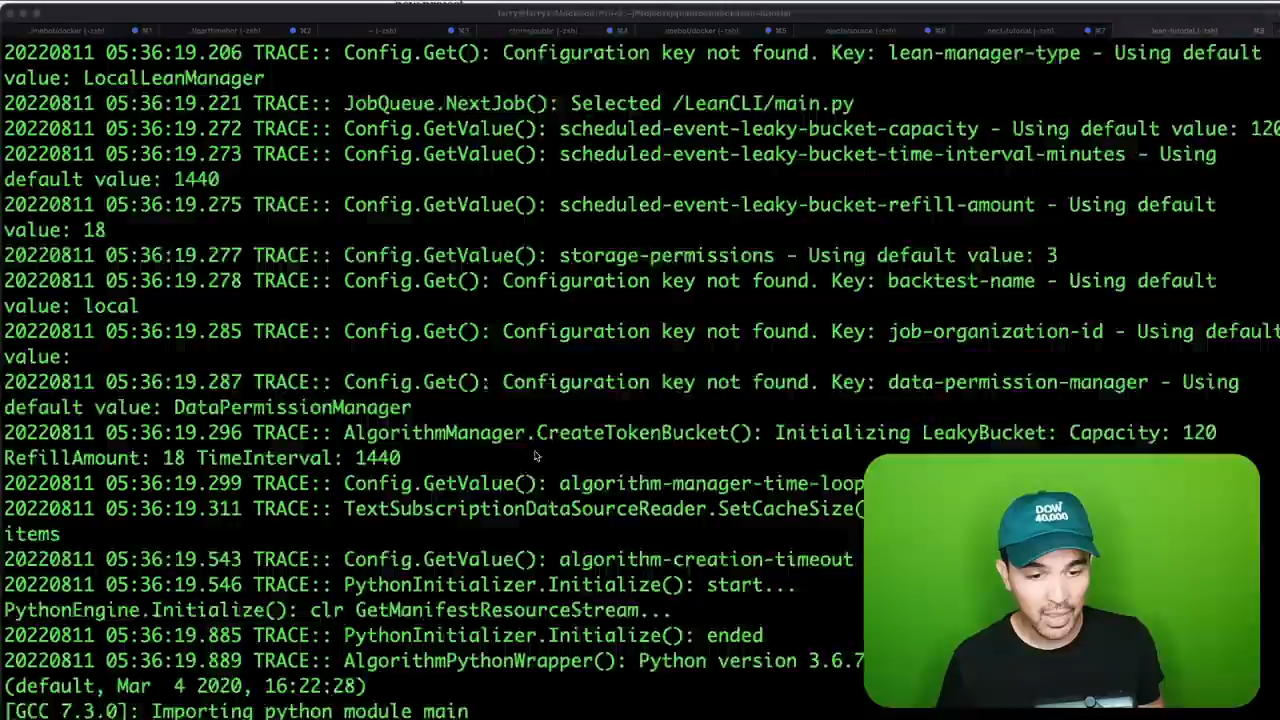 20220811 05:36:19.206 TRACE:: Config.Get(): Configuration key not found. Key: lean-manager-type - Using default
value: LocalLeanManager
20220811 05:36:19.221 TRACE:: JobQueue.NextJob(): Selected /LeanCLI/main.py
20220811 05:36:19.272 TRACE:: Config.GetValue(): scheduled-event-leaky-bucket-capacity - Using default value: 120
20220811 05:36:19.273 TRACE:: Config.GetValue(): scheduled-event-leaky-bucket-time-interval-minutes - Using
default value: 1440
20220811 05:36:19.275 TRACE:: Config.GetValue(): scheduled-event-leaky-bucket-refill-amount - Using default
value: 18
20220811 05:36:19.277 TRACE:: Config.GetValue(): storage-permissions - Using default value: 3
20220811 05:36:19.278 TRACE:: Config.Get(): Configuration key not found. Key: backtest-name - Using default
value: local
20220811 05:36:19.285 TRACE:: Config.Get(): Configuration key not found. Key: job-organization-id - Using default
value:
20220811 05:36:19.287 TRACE:: Config.Get(): Configuration key not found. Key: data-permission-manager - Using
default value: DataPermissionManager
20220811 05:36:19.296 TRACE:: AlgorithmManager.CreateTokenBucket(): Initializing LeakyBucket: Capacity: 120
RefillAmount: 18 TimeInterval: 1440
20220811 05:36:19.299 TRACE:: Config.GetValue(): algorithm-manager-time-loop
20220811 05:36:19.311 TRACE:: TextSubscriptionDataSourceReader.SetCacheSize(
items
20220811 05:36:19.543 TRACE:: Config.GetValue(): algorithm-creation-timeout
20220811 05:36:19.546 TRACE:: PythonInitializer.Initialize(): start...
PythonEngine.Initialize(): clr GetManifestResourceStream...
20220811 05:36:19.885 TRACE:: PythonInitializer.Initialize(): ended
20220811 05:36:19.889 TRACE:: AlgorithmPythonWrapper(): Python version 3.6.7
(default, Mar 4 2020, 16:22:28)
[GCC 7.3.0]: Importing python module main
DOW
40,000